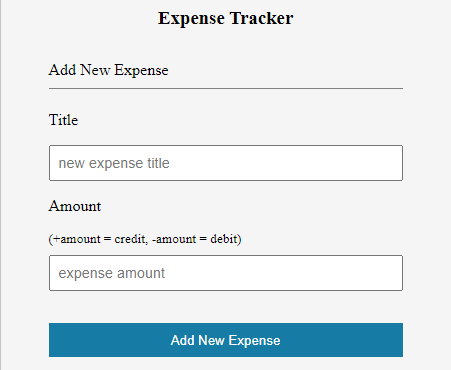 Expense Tracker
Add New Expense
Title
new expense title
Amount
(+amount = credit, -amount = debit)
expense amount
Add New Expense